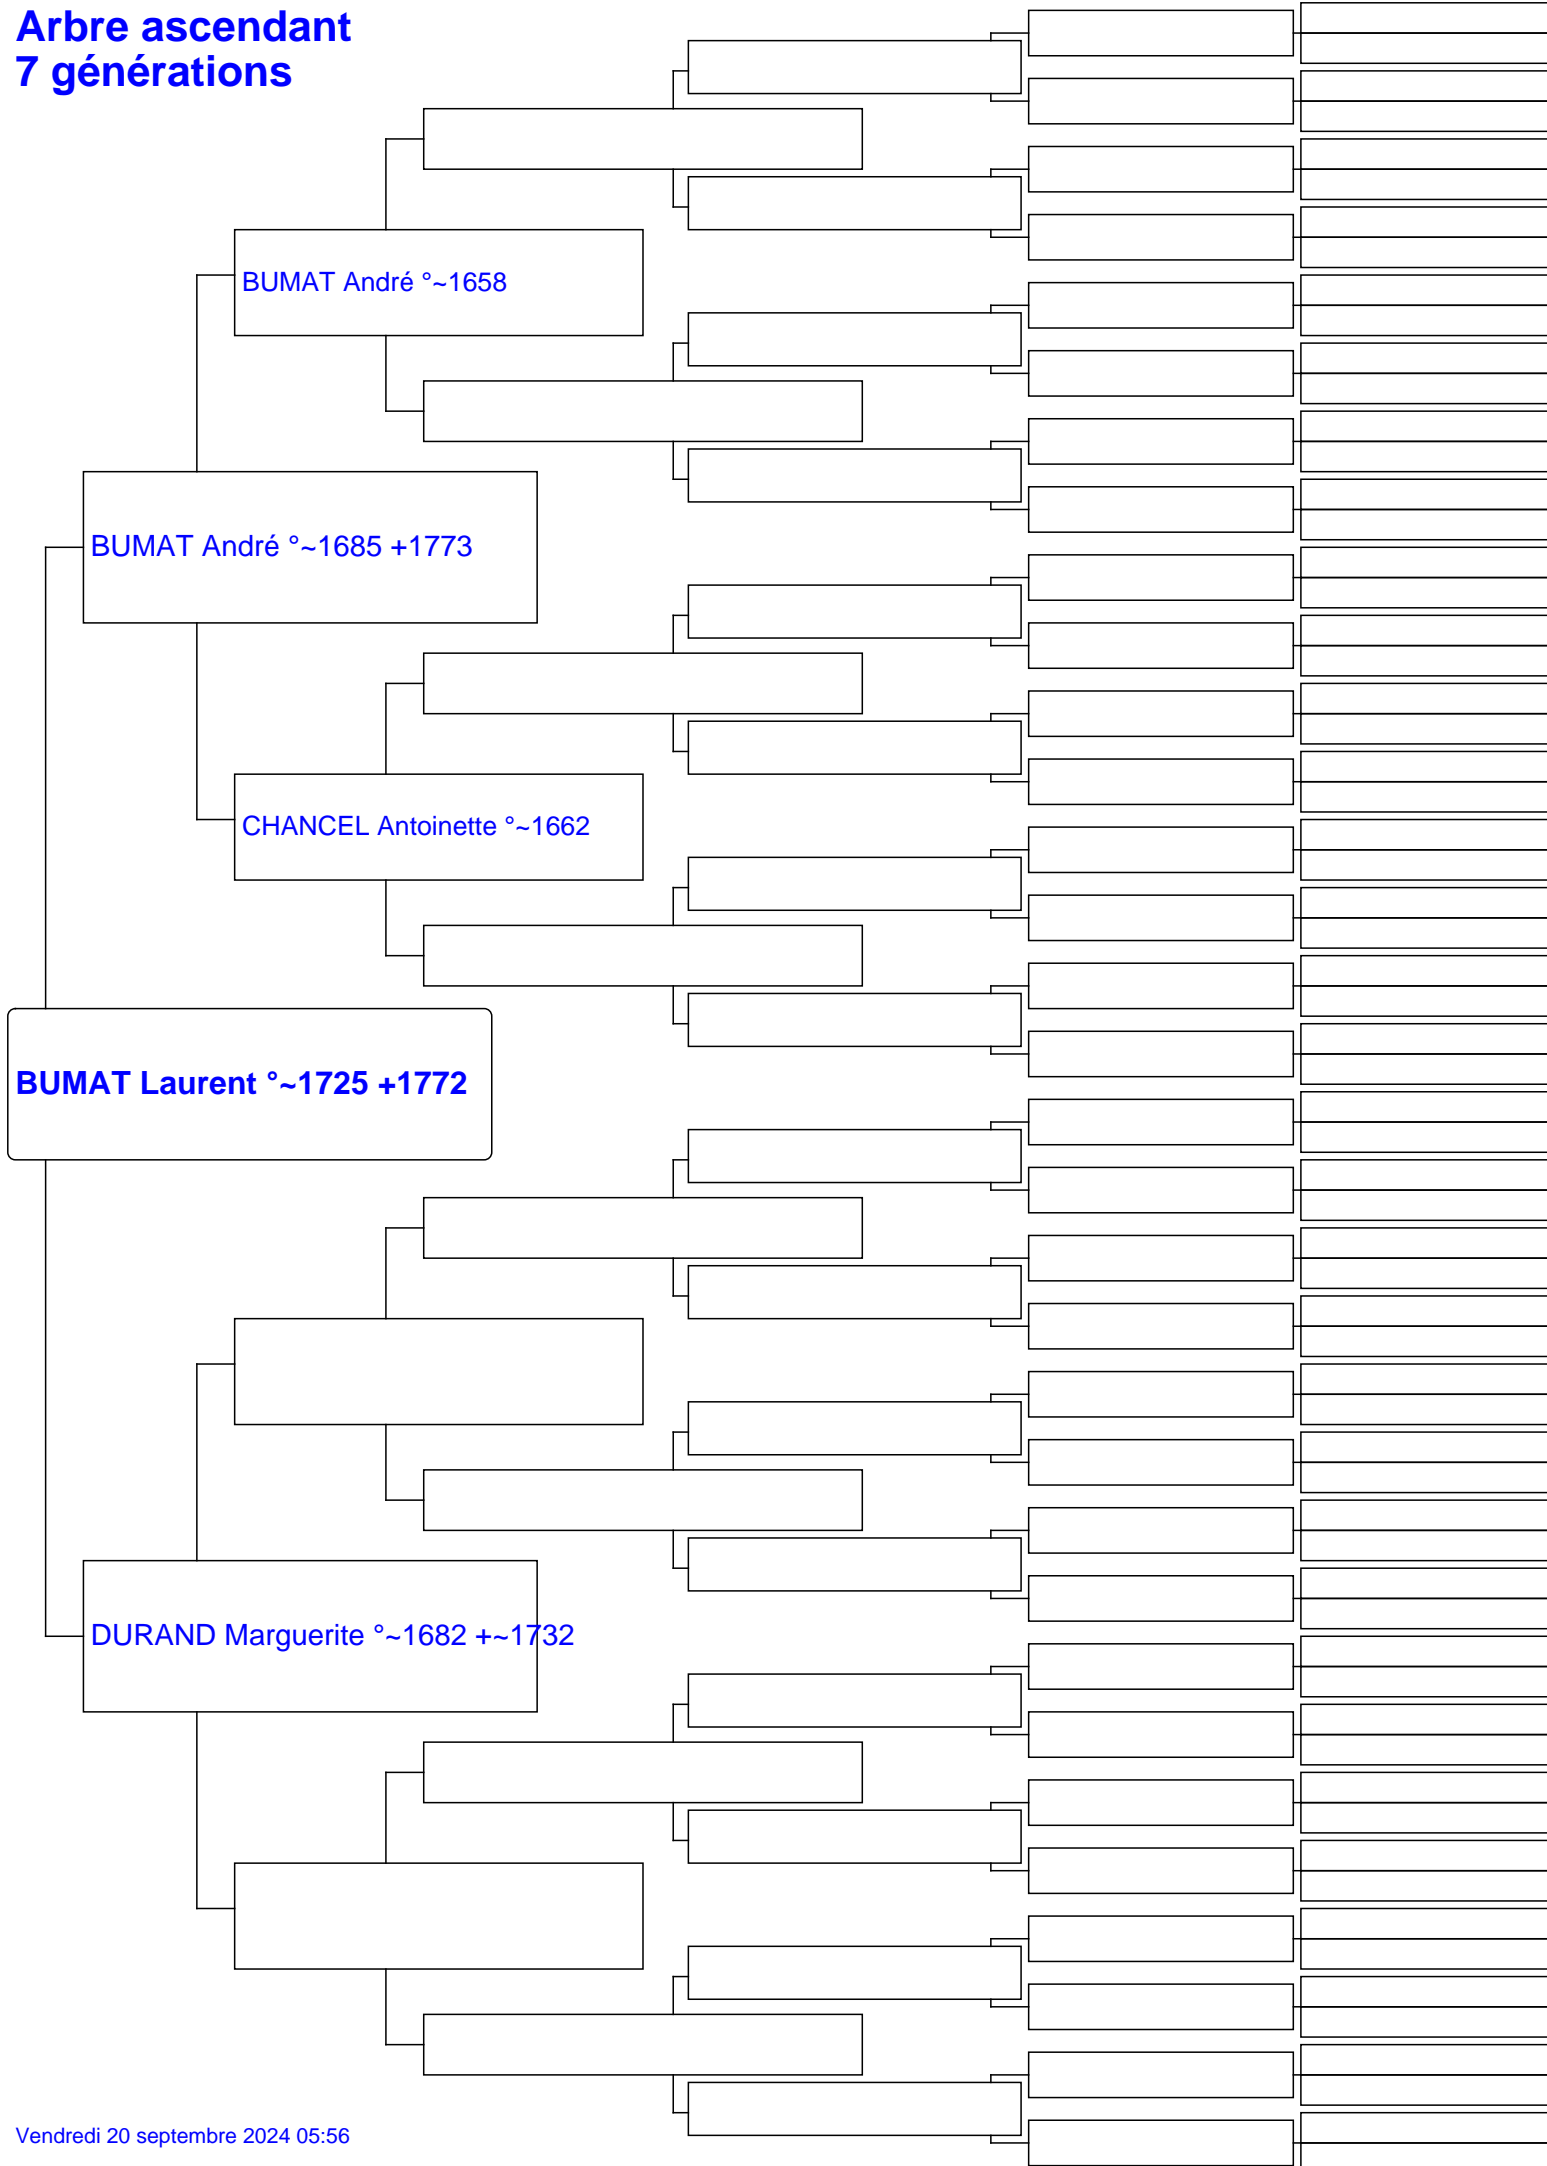 Arbre ascendant
7 générations
BUMAT André °~1658
BUMAT André °~1685 +1773
CHANCEL Antoinette °~1662
BUMAT Laurent °~1725 +1772
DURAND Marguerite °~1682 +~1732
Vendredi 20 septembre 2024 05:56